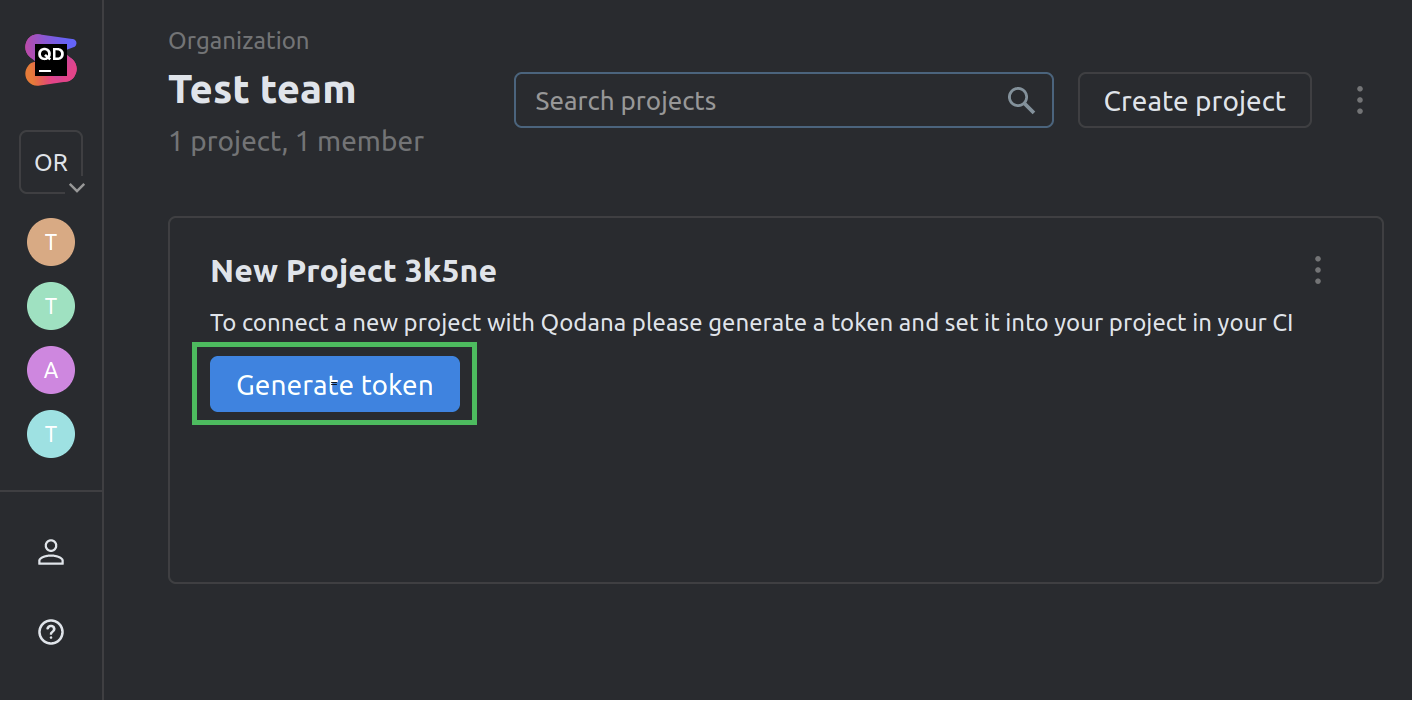 QD
OR
T
T
A
T
Organization
Test team
1 project, 1 member
Search projects
Create project
New Project 3k5ne
To connect a new project with Qodana please generate a token and set it into your project in your CI
Generate token
?